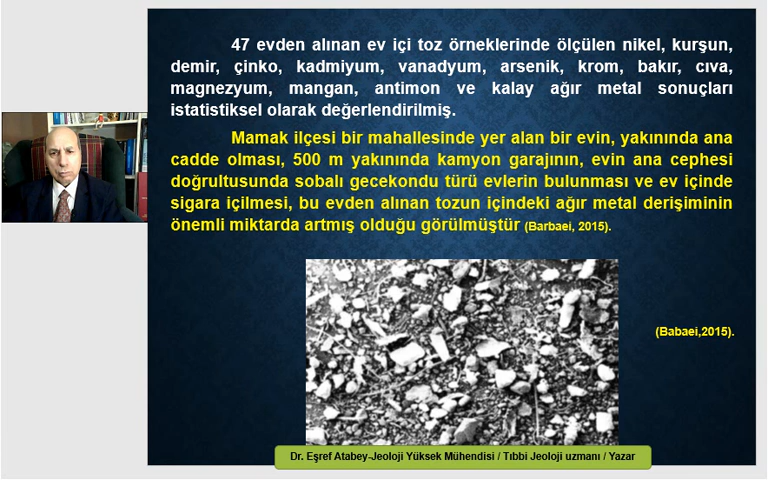 47 evden alınan ev içi toz örneklerinde ölçülen nikel, kurşun,
demir, çinko, kadmiyum, vanadyum, arsenik, krom, bakır, cıva,
magnezyum, mangan, antimon ve kalay ağır metal sonuçları
istatistiksel olarak değerlendirilmiş.
Mamak ilçesi bir mahallesinde yer alan bir evin, yakınında ana
cadde olması, 500 m yakınında kamyon garajının, evin ana cephesi
doğrultusunda sobalı gecekondu türü evlerin bulunması ve ev içinde
sigara içilmesi, bu evden alınan tozun içindeki ağır metal derişiminin
önemli miktarda artmış olduğu görülmüştür (Barbaei, 2015).
(Babaei,2015).
Dr. Eşref Atabey-Jeoloji Yüksek Mühendisi / Tıbbi Jeoloji uzmanı / Yazar